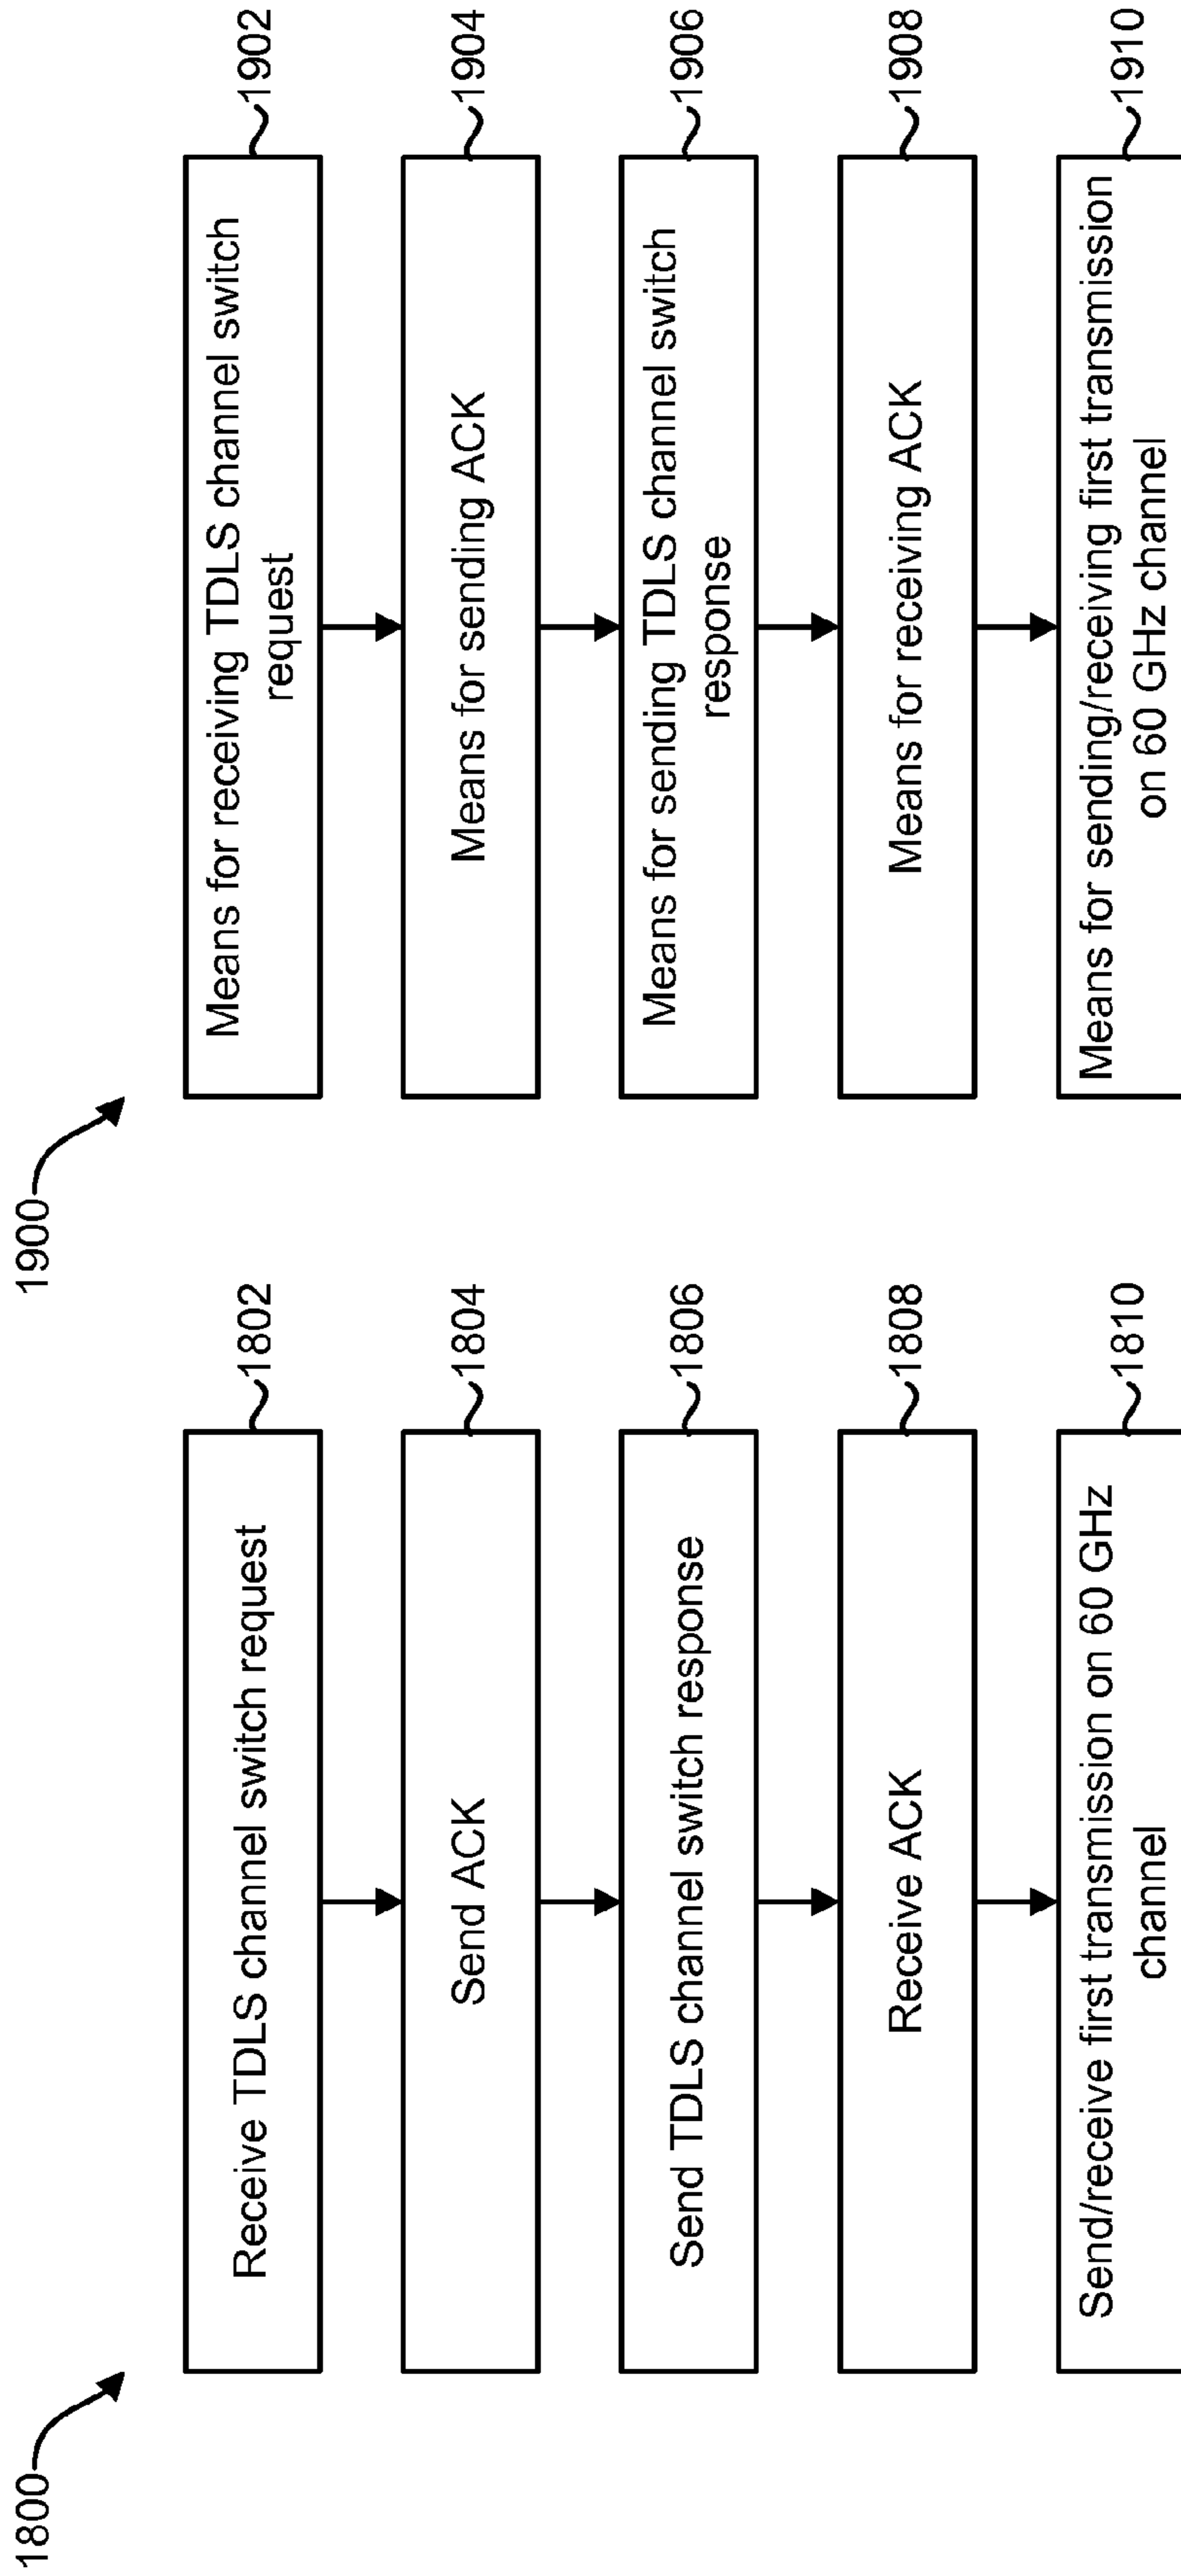 1800
Receive TDLS channel switch request
1802
Send ACK
1804
Send TDLS channel switch response
1806
Receive ACK
1808
Send/receive first transmission on 60 GHz
channel
1810
1900
Means for receiving TDLS channel switch
request
1902
Means for sending ACK
1904
Means for sending TDLS channel switch
response
1906
Means for receiving ACK
1908
Means for sending/receiving first transmission
on 60 GHz channel
1910